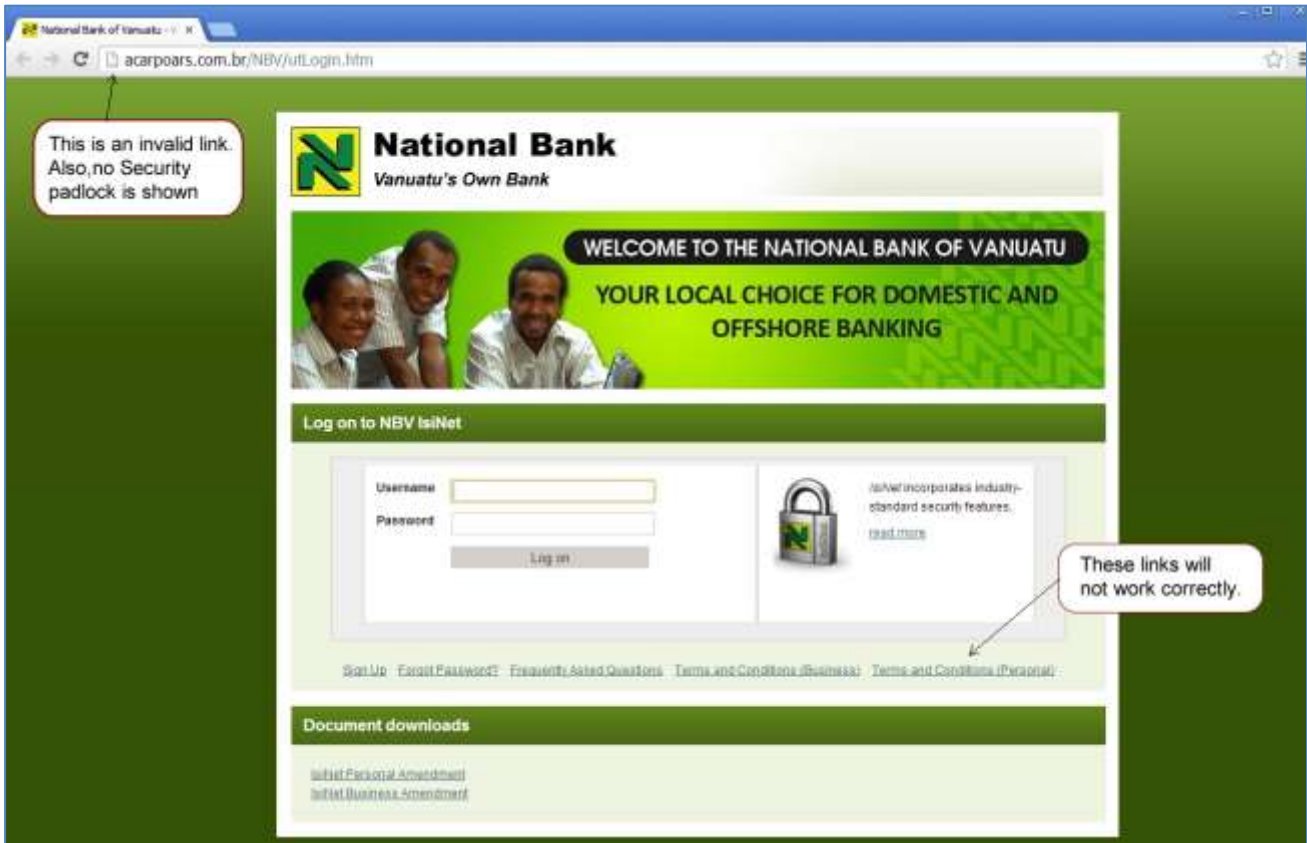 National Bank of Vanuatu - 
acarpoars.com.br/NBV/utLogin.htm
This is an invalid link.
Also,no Security
padlock is shown
National Bank
Vanuatu's Own Bank
WELCOME TO THE NATIONAL BANK OF VANUATU
YOUR LOCAL CHOICE FOR DOMESTIC AND
OFFSHORE BANKING
Log on to NBV IsiNet
Username
Password
Log on
IsiNet incorporates industry-
standard security features.
read more
These links will
not work correctly.
Sign Up Forgot Password? Frequently Asked Questions Terms and Conditions (Business) Terms and Conditions (Personal)
Document downloads
IsiNet Personal Amendment
IsiNet Business Amendment